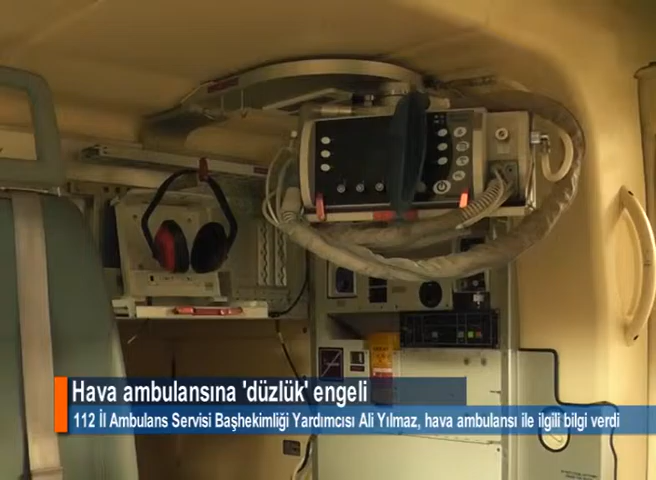 Hava ambulansına 'düzlük' engeli
112 İl Ambulans Servisi Başhekimliği Yardımcısı Ali Yılmaz, hava ambulansı ile ilgili bilgi verdi